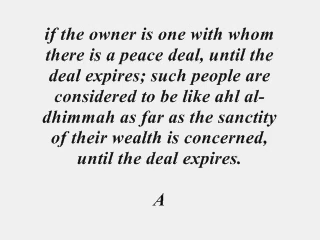 if the owner is one with whom
there is a peace deal, until the
deal expires; such people are
considered to be like ahl al-
dhimmah as far as the sanctity
of their wealth is concerned,
until the deal expires.
A